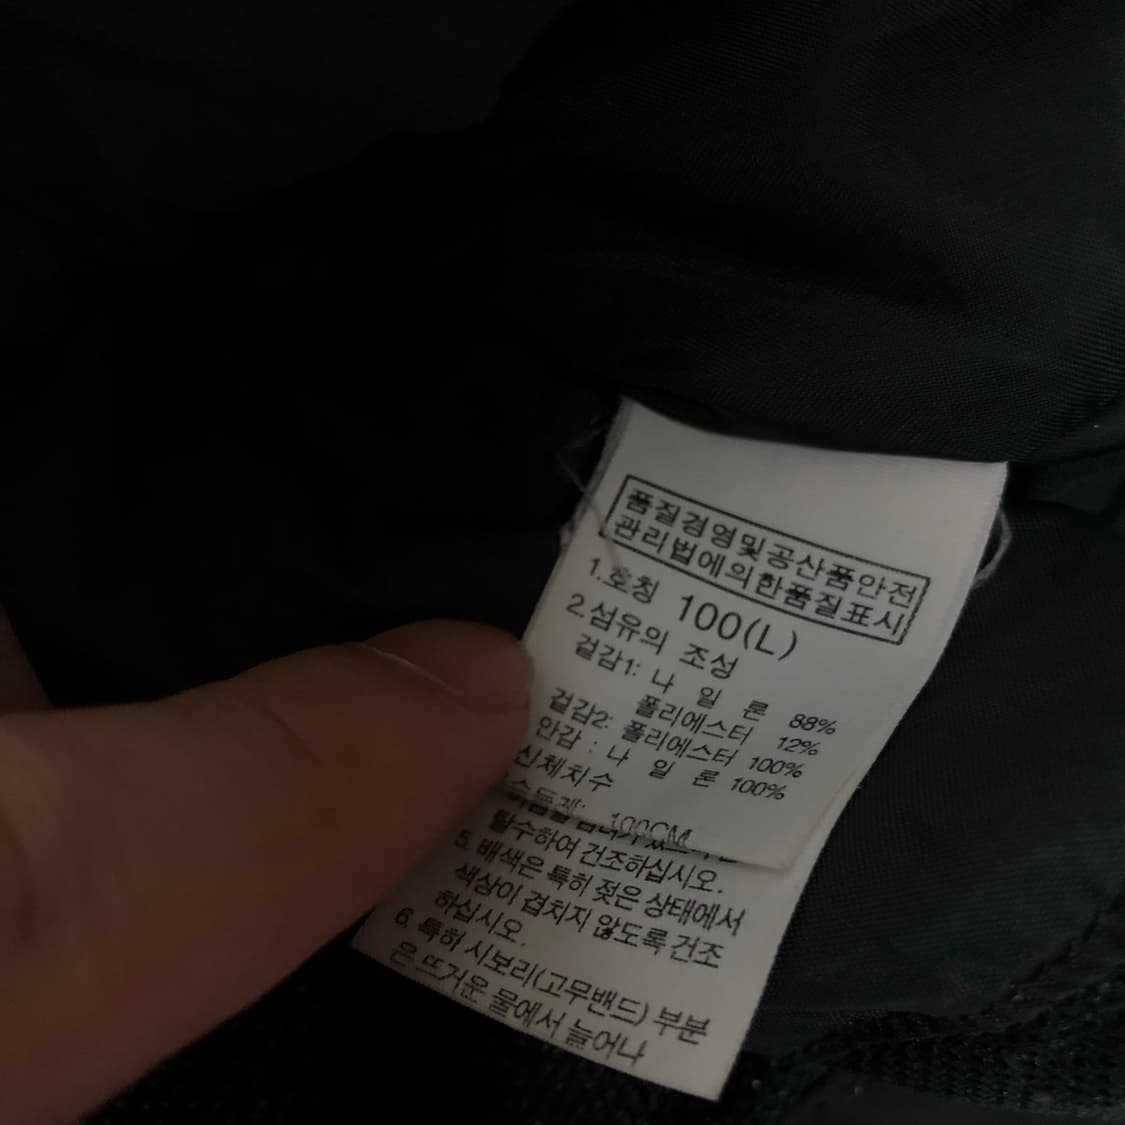 품질경영및공산품안전
관리법에의한품질표시
1.호칭 100(L)
2.섬유의 조성
겉감1: 나 일 론 88%
폴리에스터 12%
겉감2: 폴리에스터 100%
안감 : 나 일 론 100%
신체치수
100CM
탈수하여 건조하십시오.
5. 배색은 특히 젖은 상태에서
색상이 겹치지 않도록 건조
하십시오.
6. 특히 시보리(고무밴드) 부분
은 뜨거운 물에서 늘어나